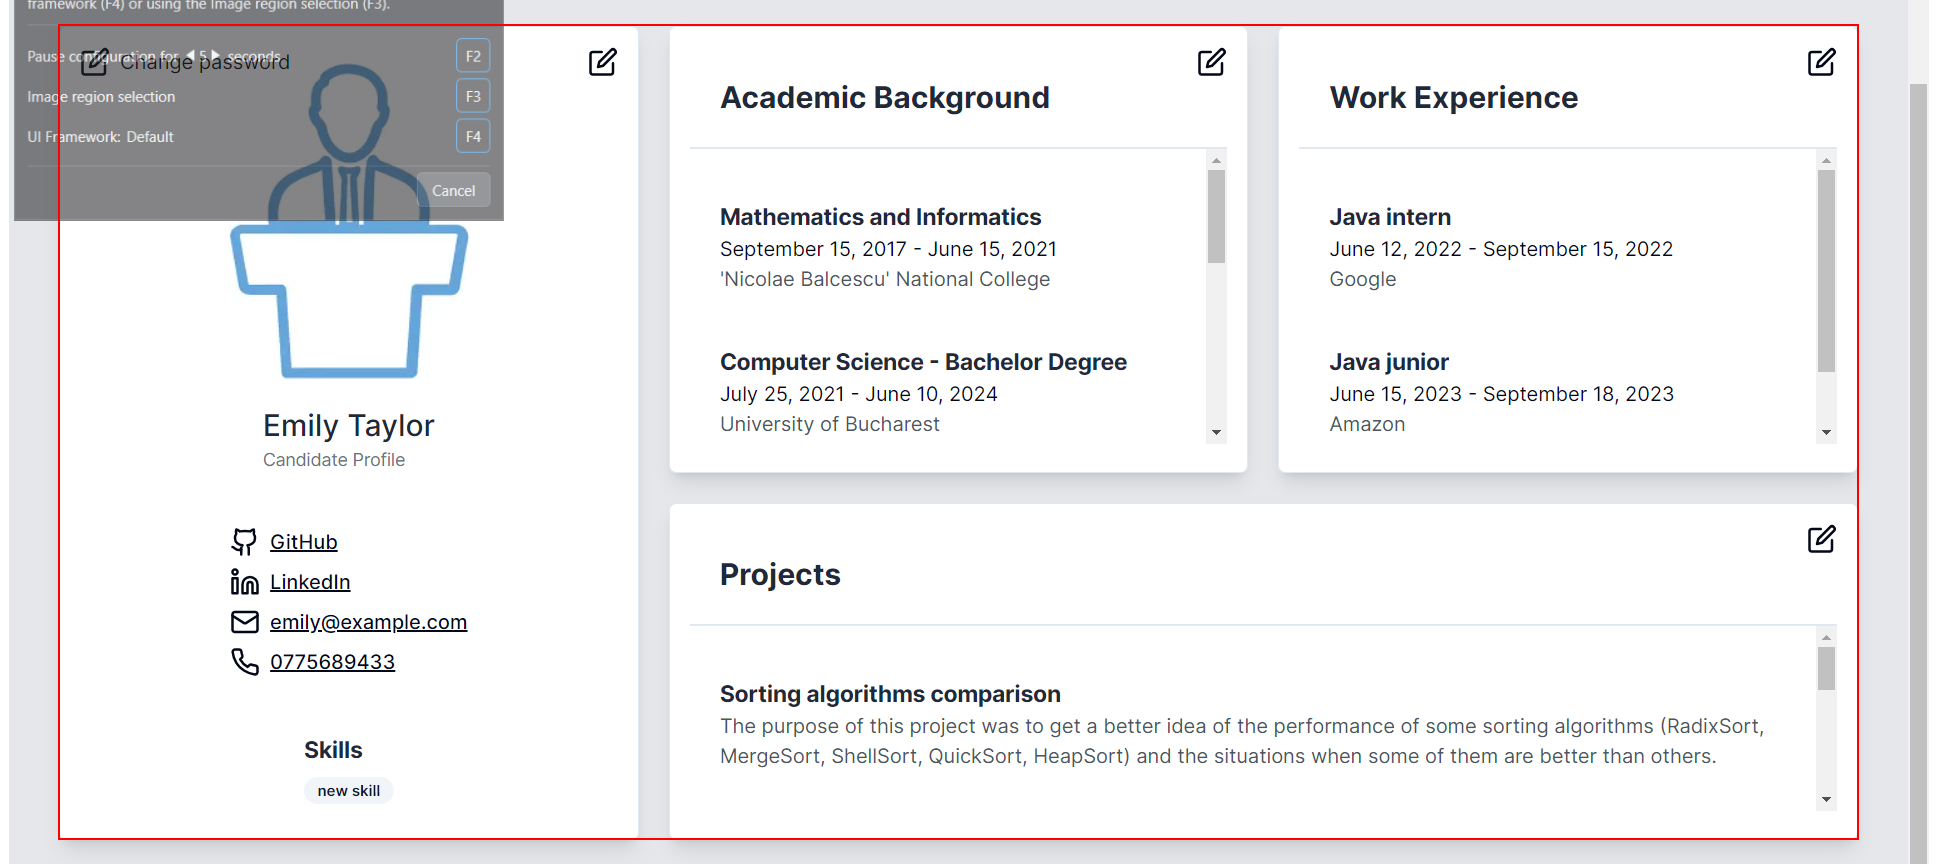 framework (F4) or using the Image region selection (F3).
Pause configuration for 5 seconds
F2
Change password
Image region selection
F3
UI Framework: Default
F4
Cancel
Emily Taylor
Candidate Profile
GitHub
LinkedIn
emily@example.com
0775689433
Skills
new skill
Academic Background
Mathematics and Informatics
September 15, 2017 - June 15, 2021
'Nicolae Balcescu' National College
Computer Science - Bachelor Degree
July 25, 2021 - June 10, 2024
University of Bucharest
Work Experience
Java intern
June 12, 2022 - September 15, 2022
Google
Java junior
June 15, 2023 - September 18, 2023
Amazon
Projects
Sorting algorithms comparison
The purpose of this project was to get a better idea of the performance of some sorting algorithms (RadixSort,
MergeSort, ShellSort, QuickSort, HeapSort) and the situations when some of them are better than others.